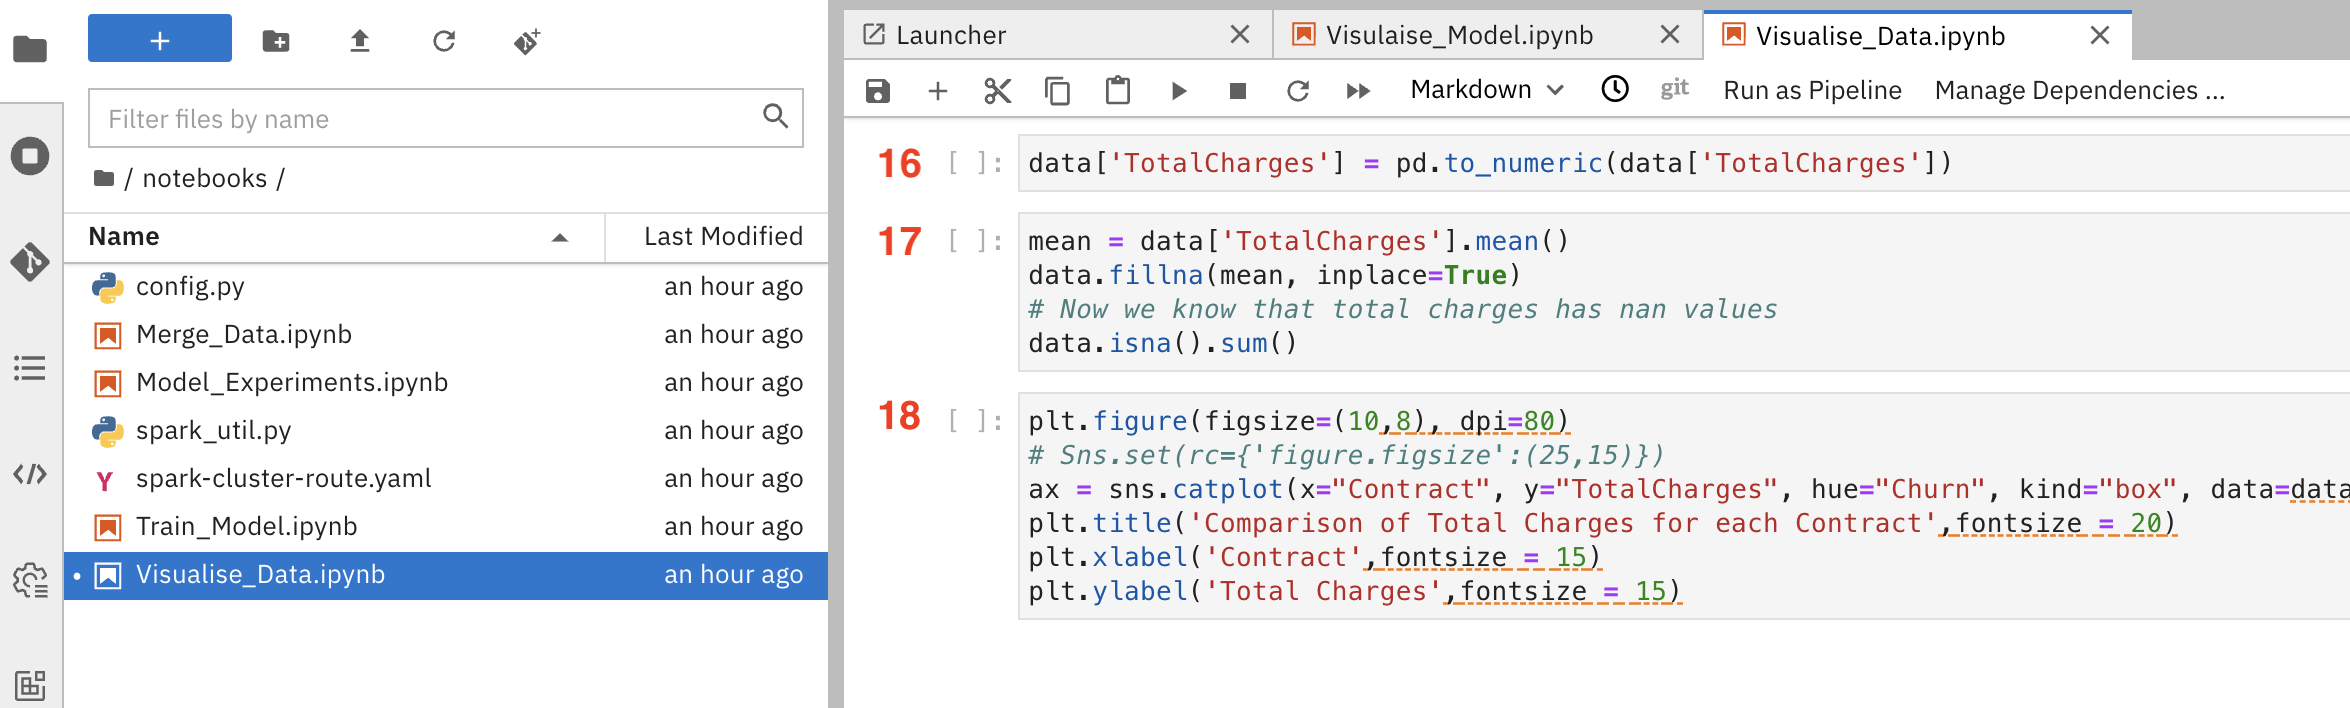 +
Filter files by name
/ notebooks /
Name Last Modified
config.py an hour ago
Merge_Data.ipynb an hour ago
Model_Experiments.ipynb an hour ago
spark_util.py an hour ago
Y spark-cluster-route.yaml an hour ago
Train_Model.ipynb an hour ago
Visualise_Data.ipynb an hour ago
Launcher
Visulaise_Model.ipynb
Visualise_Data.ipynb
Markdown git Run as Pipeline Manage Dependencies ...
16 [ ]: data['TotalCharges'] = pd.to_numeric(data['TotalCharges'])
17 [ ]: mean = data['TotalCharges'].mean()
data.fillna(mean, inplace=True)
# Now we know that total charges has nan values
data.isna().sum()
18 [ ]: plt.figure(figsize=(10,8), dpi=80)
# Sns.set(rc={'figure.figsize':(25,15)})
ax = sns.catplot(x="Contract", y="TotalCharges", hue="Churn", kind="box", data=data
plt.title('Comparison of Total Charges for each Contract',fontsize = 20)
plt.xlabel('Contract',fontsize = 15)
plt.ylabel('Total Charges',fontsize = 15)